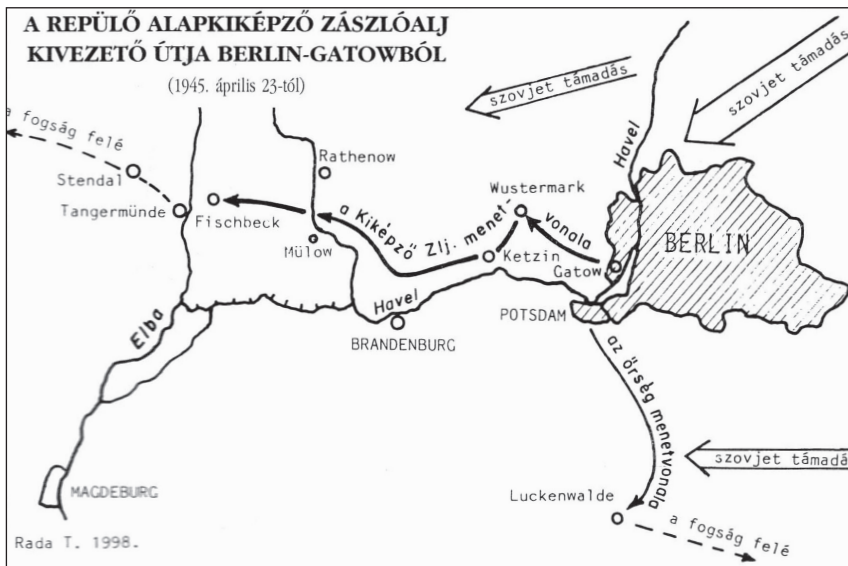 A REPÜLŐ ALAPKIKÉPZŐ ZÁSZLÓALJ
KIVEZETŐ ÚTJA BERLIN-GATOWBÓL
(1945. április 23-tól)
szovjet támadás
szovjet támadás
a fogság felé
Stendal
Tangermünde
Fischbeck
Rathenow
Mülow
a Kiképző Zlj. menet-
vonala
Wustermark
Ketzin
Gatow
Havel
BERLIN
POTSDAM
Havel
BRANDENBURG
Elba
MAGDEBURG
az őrség menetvonala
szovjet támadás
Luckenwalde
a fogság felé
Rada T. 1998.